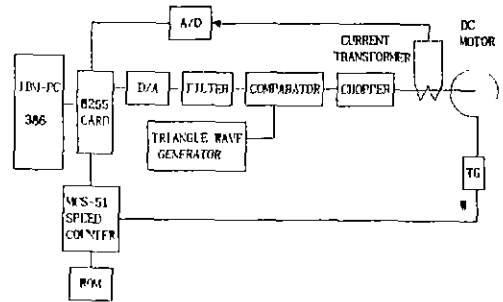 A/D
DC
MOTOR
CURRENT
TRANSFORMER
IBM-PC
386
8255
CARD
D/A
FILTER
COMPARATOR
CHOPPER
TRIANGLE WAVE
GENERATOR
TG
W
MCS-51
SPEED
COUNTER
ROM